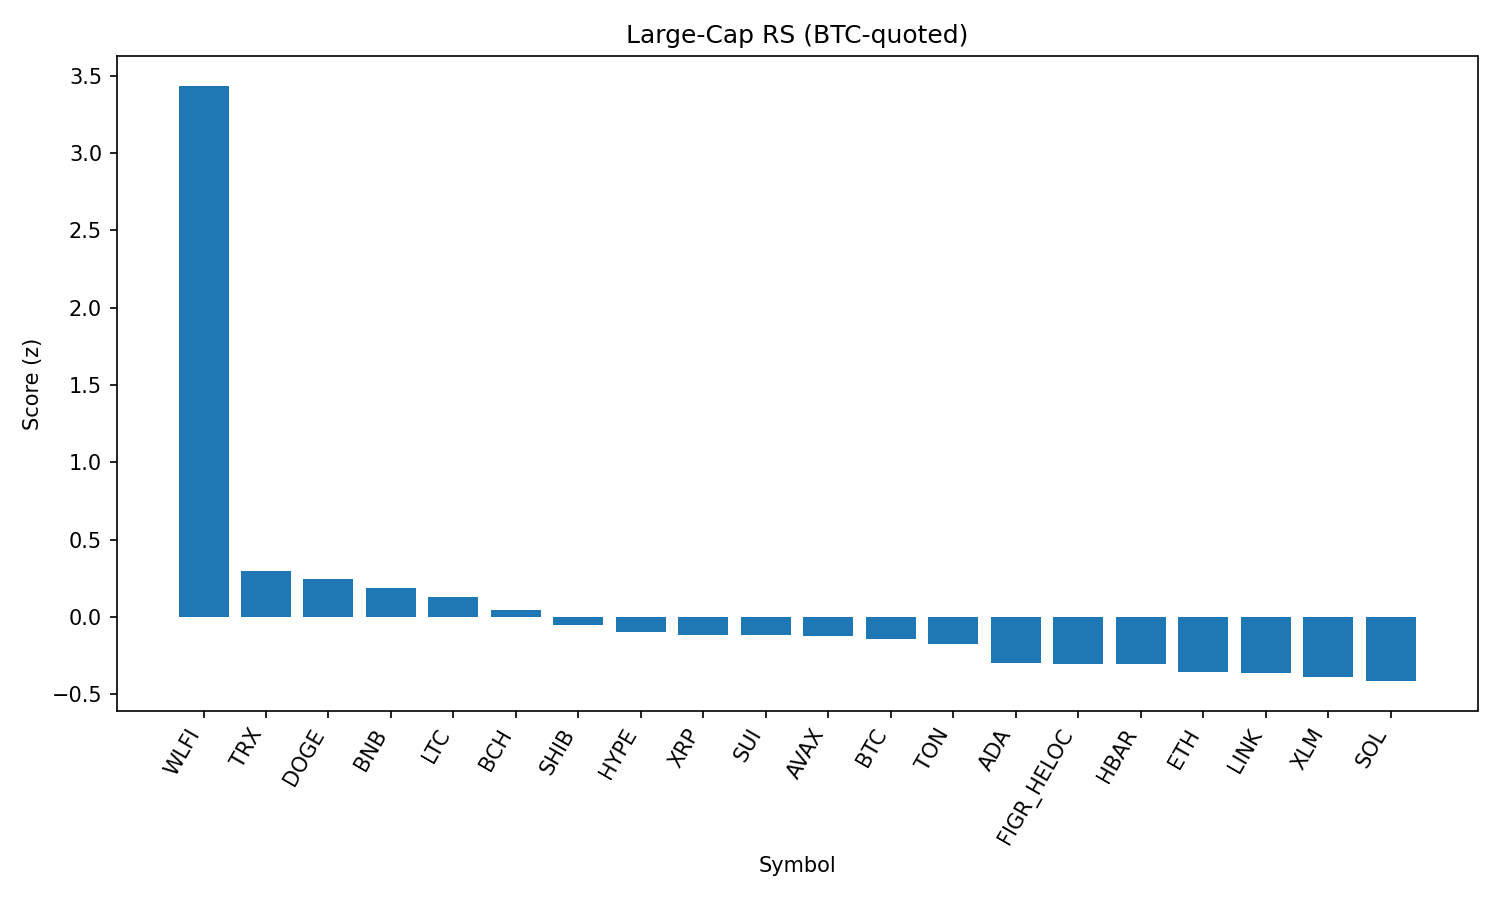 Large-Cap RS (BTC-quoted)
Score (z)
3.5
3.0
2.5
2.0
1.5
1.0
0.5
0.0
−0.5
WLFI
TRX
DOGE
BNB
LTC
BCH
SHIB
HYPE
XRP
SUI
AVAX
BTC
TON
ADA
FIGR_HELOC
HBAR
ETH
LINK
XLM
SOL
Symbol